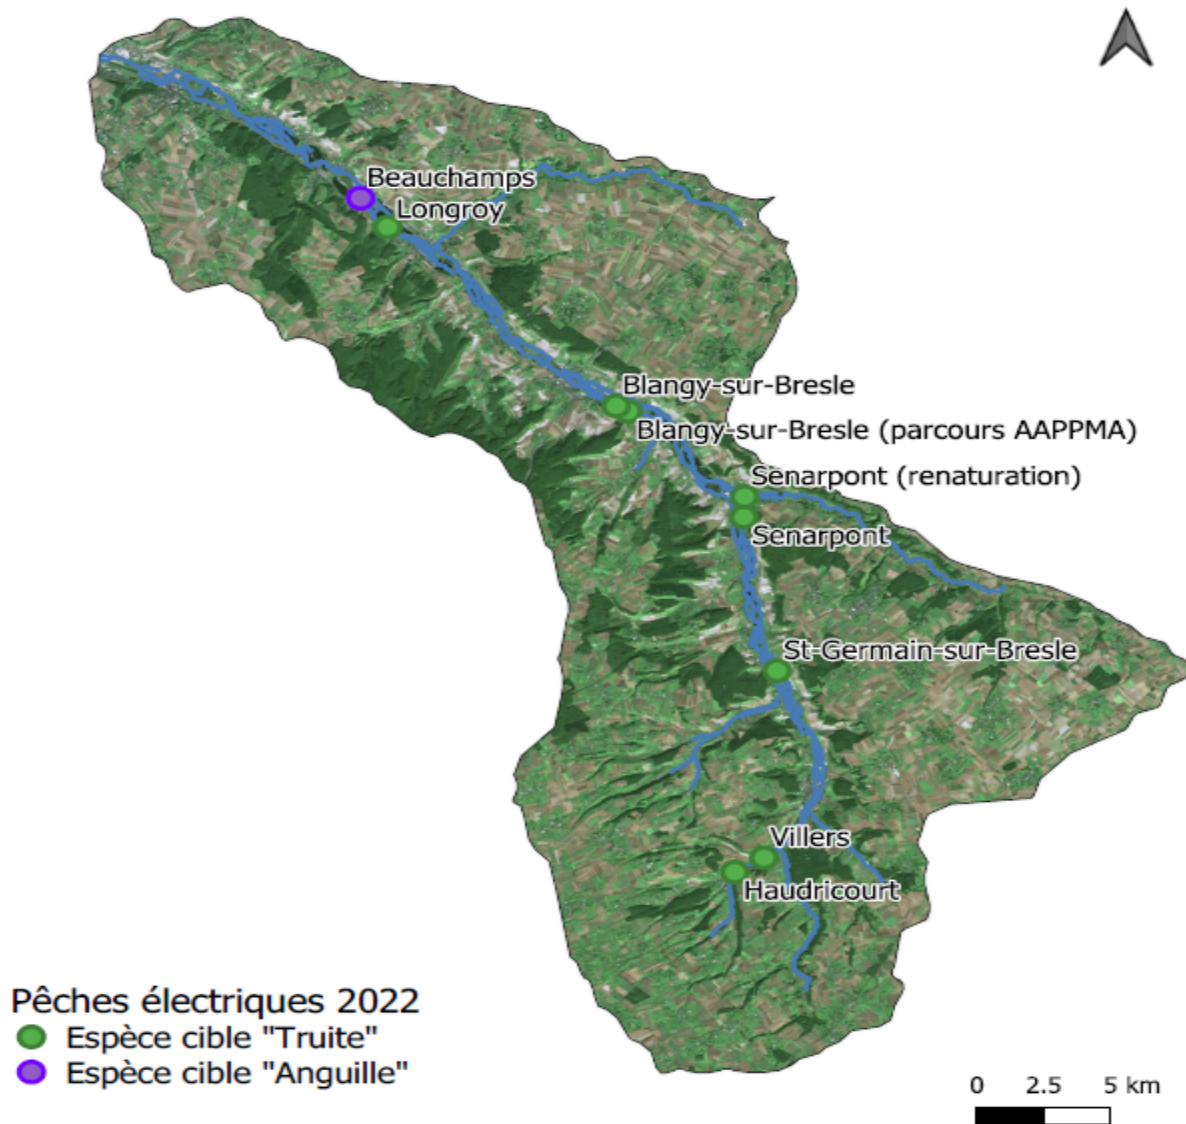 Beauchamps
Longroy
Blangy-sur-Bresle
Blangy-sur-Bresle (parcours AAPPMA)
Senarpont (renaturation)
Senarpont
St-Germain-sur-Bresle
Villers
Haudricourt
Pêches électriques 2022
Espèce cible "Truite"
Espèce cible "Anguille"
0 2.5 5 km